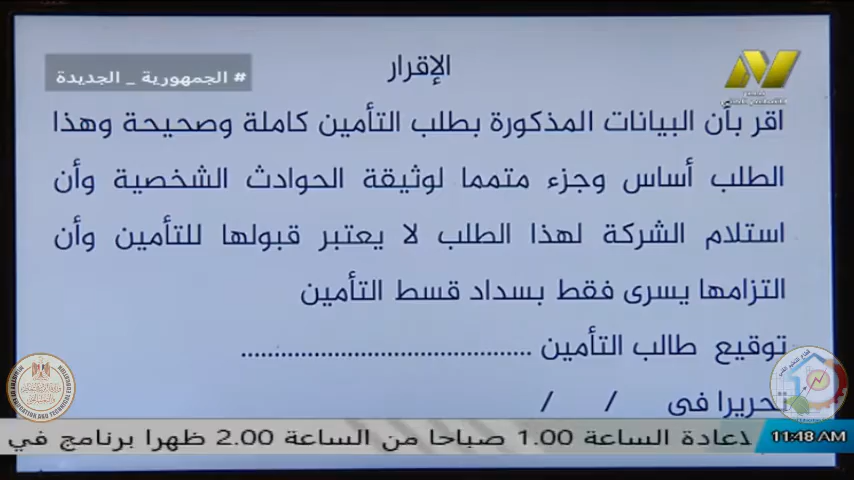 الإقرار
# الجمهورية _ الجديدة
اقر بأن البيانات المذكورة بطلب التأمين كاملة وصحيحة وهذا
الطلب أساس وجزء متمما لوثيقة الحوادث الشخصية وأن
استلام الشركة لهذا الطلب لا يعتبر قبولها للتأمين وأن
التزامها يسرى فقط بسداد قسط التأمين
توقيع طالب التأمين ......................................
تحريرا فى / /
11:48 AM
دعادة الساعة 1.00 صباحا من الساعة 2.00 ظهرا برنامج في